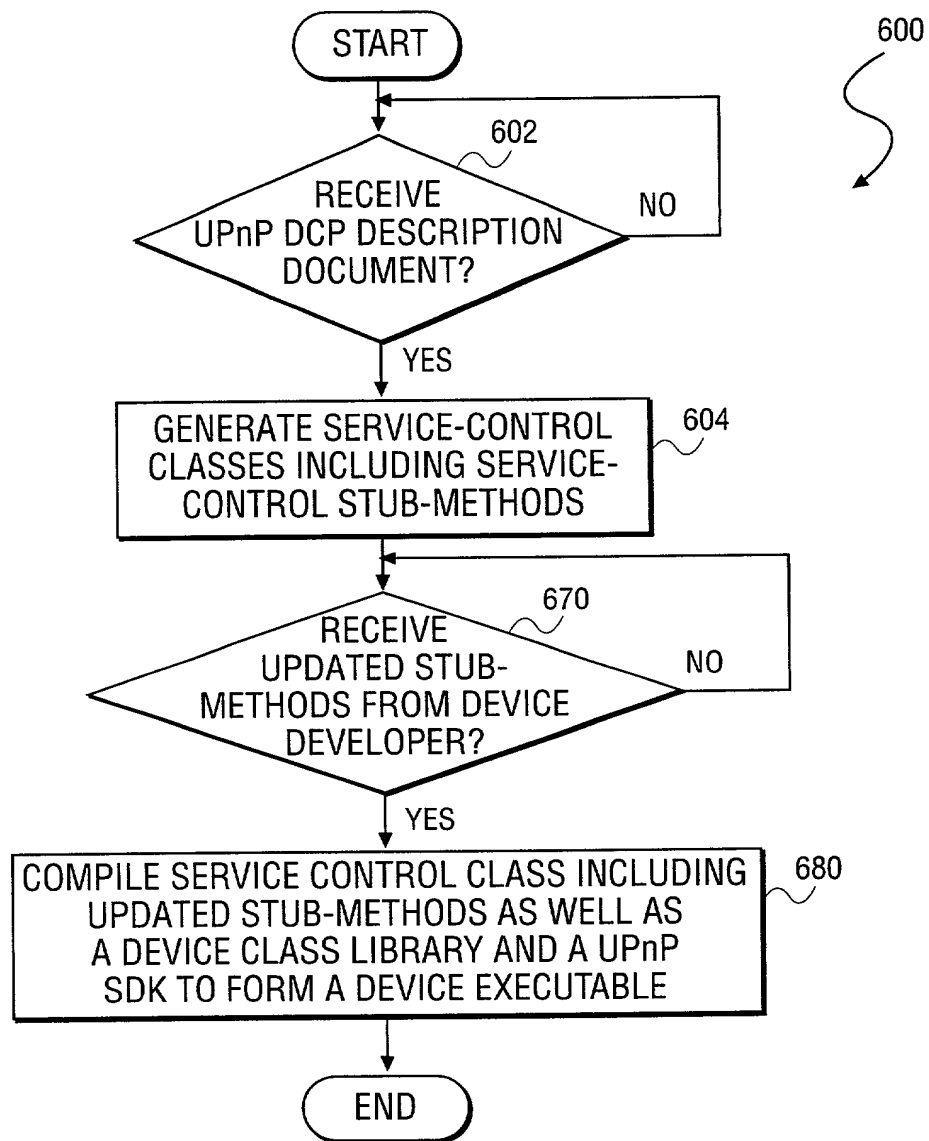 START
600
602
RECEIVE
UPnP DCP DESCRIPTION
DOCUMENT?
NO
YES
GENERATE SERVICE-CONTROL
CLASSES INCLUDING SERVICE-
CONTROL STUB-METHODS
604
670
RECEIVE
UPDATED STUB-
METHODS FROM DEVICE
DEVELOPER?
NO
YES
COMPILE SERVICE CONTROL CLASS INCLUDING
UPDATED STUB-METHODS AS WELL AS
A DEVICE CLASS LIBRARY AND A UPnP
SDK TO FORM A DEVICE EXECUTABLE
680
END